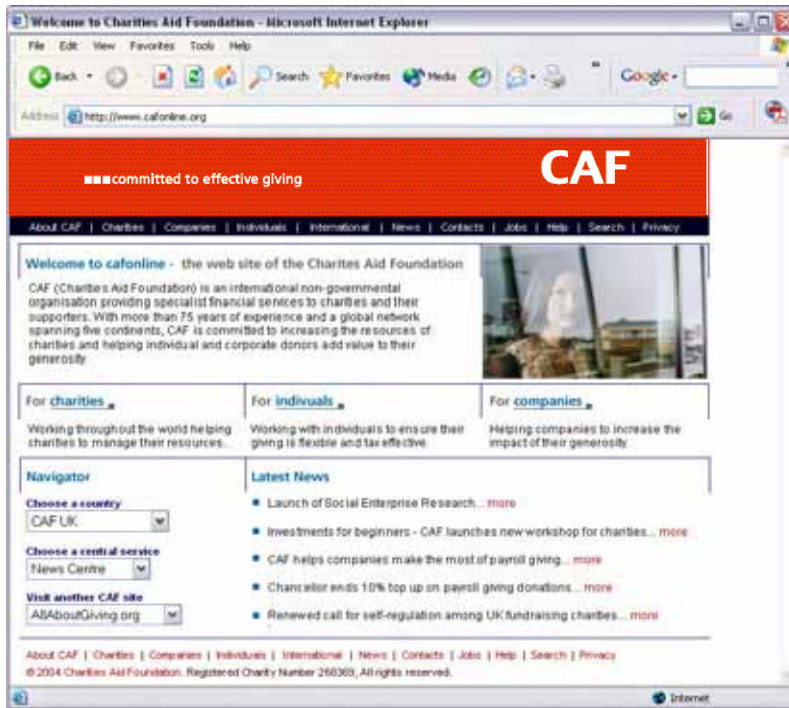 Welcome to Charities Aid Foundation - Microsoft Internet Explorer
File Edit View Favorites Tools Help
Back Search Favorites Media Google
Address http://www.cafonline.org Go
committed to effective giving CAF
About CAF | Charities | Companies | Individuals | International | News | Contacts | Jobs | Help | Search | Privacy
Welcome to cafonline - the web site of the Charites Aid Foundation
CAF (Charities Aid Foundation) is an international non-governmental
organisation providing specialist financial services to charities and their
supporters. With more than 75 years of experience and a global network
spanning five continents, CAF is committed to increasing the resources of
charities and helping individual and corporate donors add value to their
generosity
For charities
Working throughout the world helping
charities to manage their resources...
For indivuals
Working with individuals to ensure their
giving is flexible and tax effective.
For companies
Helping companies to increase the
impact of their generosity
Navigator
Choose a country
CAF UK
Choose a central service
News Centre
Visit another CAF site
AllAboutGiving.org
Latest News
Launch of Social Enterprise Research... more
Investments for beginners - CAF launches new workshop for charities... more
CAF helps companies make the most of payroll giving... more
Chancellor ends 10% top up on payroll giving donations... more
Renewed call for self-regulation among UK fundraising charities... more
About CAF | Charities | Companies | Individuals | International | News | Contacts | Jobs | Help | Search | Privacy
© 2004 Charities Aid Foundation. Registered Charity Number 268369, All rights reserved.
Internet